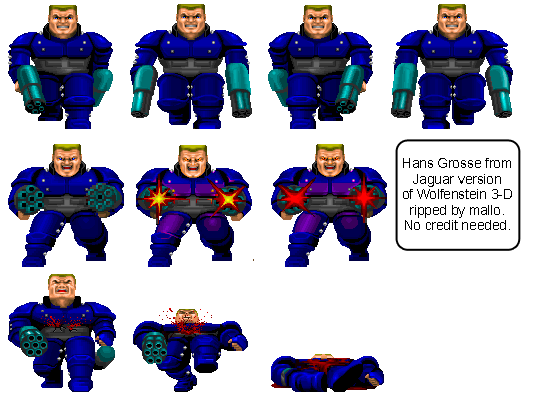 Hans Grosse from
Jaguar version
of Wolfenstein 3-D
ripped by mallo.
No credit needed.